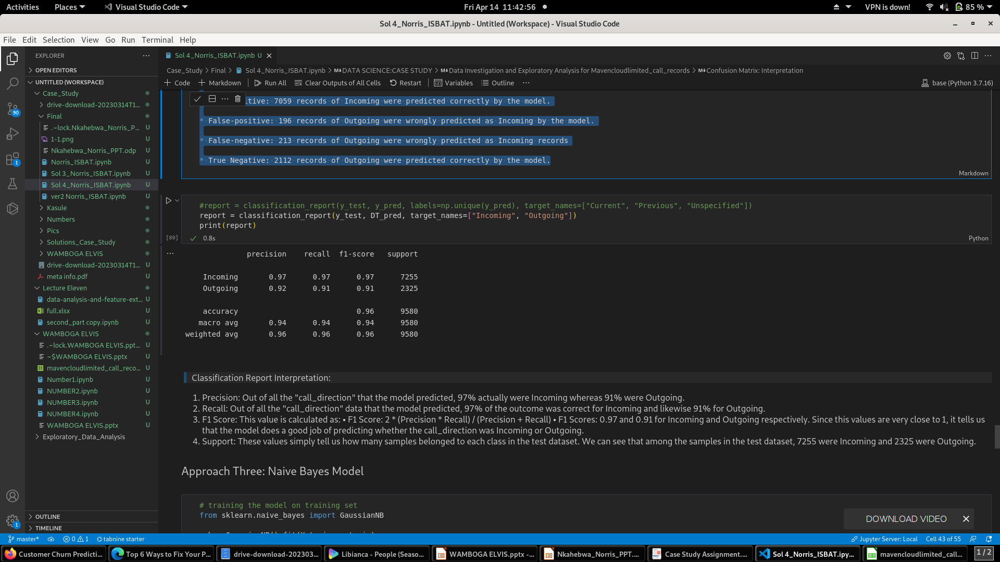 Activities Places Visual Studio Code Fri Apr 14 11:42:56 VPN is down! 85 %
Sol 4_Norris_ISBAT.ipynb - Untitled (Workspace) - Visual Studio Code
File Edit Selection View Go Run Terminal Help
EXPLORER
OPEN EDITORS
UNTITLED (WORKSPACE)
Case_Study
drive-download-20230314T1...
Final
.~lock.Nkahebwa_Norris_P... U
1-1.png U
Nkahebwa_Norris_PPT.odp U
Norris_ISBAT.ipynb U
Sol 3_Norris_ISBAT.ipynb U
Sol 4_Norris_ISBAT.ipynb U
ver2 Norris_ISBAT.ipynb U
Kasule
Numbers
Pics
Solutions_Case_Study
WAMBOGA ELVIS
drive-download-20230314T1... U
meta info.pdf U
Lecture Eleven
data-analysis-and-feature-ext... U
full.xlsx U
second_part copy.ipynb U
WAMBOGA ELVIS
.~lock.WAMBOGA ELVIS.ppt... U
~$WAMBOGA ELVIS.pptx U
mavencloudlimited_call_reco... U
Number1.ipynb U
NUMBER2.ipynb U
NUMBER3.ipynb U
NUMBER4.ipynb U
WAMBOGA ELVIS.pptx U
Exploratory_Data_Analysis
OUTLINE
TIMELINE
90
1
1
Sol 4_Norris_ISBAT.ipynb U
Case_Study > Final > Sol 4_Norris_ISBAT.ipynb > M↓DATA SCIENCE:CASE STUDY > M↓Data Investigation and Exploratory Analysis for Mavencloudlimited_call_records > M↓Confusion Matrix: Interpretation
+ Code + Markdown Run All Clear Outputs of All Cells Restart Variables Outline ... base (Python 3.7.16)
itive: 7059 records of Incoming were predicted correctly by the model.
* False-positive: 196 records of Outgoing were wrongly predicted as Incoming by the model.
* False-negative: 213 records of Outgoing were wrongly predicted as Incoming records
* True Negative: 2112 records of Outgoing were predicted correctly by the model.
Markdown
#report = classification_report(y_test, y_pred, labels=np.unique(y_pred), target_names=["Current", "Previous", "Unspecified"])
report = classification_report(y_test, DT_pred, target_names=["Incoming", "Outgoing"])
print(report)
[89] 0.8s Python
precision recall f1-score support
Incoming 0.97 0.97 0.97 7255
Outgoing 0.92 0.91 0.91 2325
accuracy 0.96 9580
macro avg 0.94 0.94 0.94 9580
weighted avg 0.96 0.96 0.96 9580
Classification Report Interpretation:
1. Precision: Out of all the "call_direction" that the model predicted, 97% actually were Incoming whereas 91% were Outgoing.
2. Recall: Out of all the "call_direction" data that the model predicted, 97% of the outcome was correct for Incoming and likewise 91% for Outgoing.
3. F1 Score: This value is calculated as: • F1 Score: 2 * (Precision * Recall) / (Precision + Recall) • F1 Scores: 0.97 and 0.91 for Incoming and Outgoing respectively. Since this values are very close to 1, it tells us
that the model does a good job of predicting whether the call_direction was Incoming or Outgoing.
4. Support: These values simply tell us how many samples belonged to each class in the test dataset. We can see that among the samples in the test dataset, 7255 were Incoming and 2325 were Outgoing.
Approach Three: Naive Bayes Model
# training the model on training set
from sklearn.naive_bayes import GaussianNB
DOWNLOAD VIDEO
master* 0 1 tabnine starter Jupyter Server: Local Cell 43 of 55
Customer Churn Predicti... Top 6 Ways to Fix Your P... drive-download-202303... Libianca - People (Seaso... WAMBOGA ELVIS.pptx -... Nkahebwa_Norris_PPT.... Case Study Assignment.... Sol 4_Norris_ISBAT.ipy... mavencloudlimited_call... 1 / 2